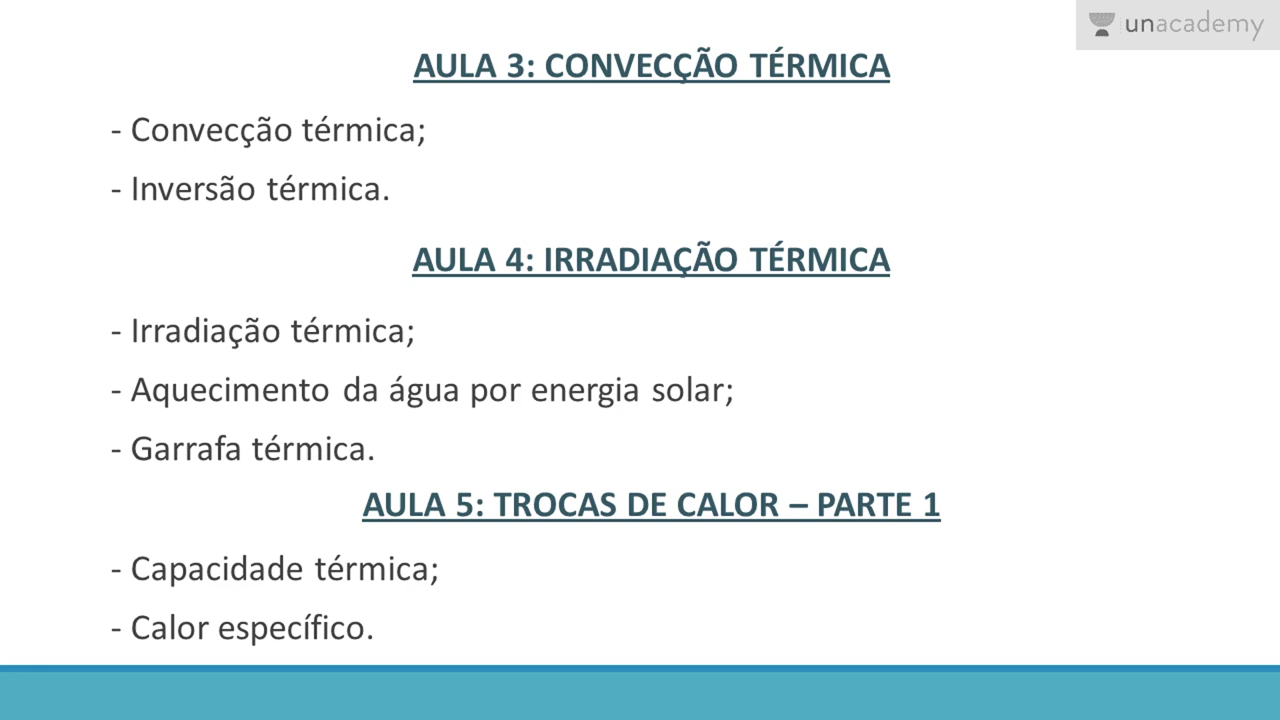 unacademy
AULA 3: CONVECÇÃO TÉRMICA
- Convecção térmica;
- Inversão térmica.
AULA 4: IRRADIAÇÃO TÉRMICA
- Irradiação térmica;
- Aquecimento da água por energia solar;
- Garrafa térmica.
AULA 5: TROCAS DE CALOR – PARTE 1
- Capacidade térmica;
- Calor específico.